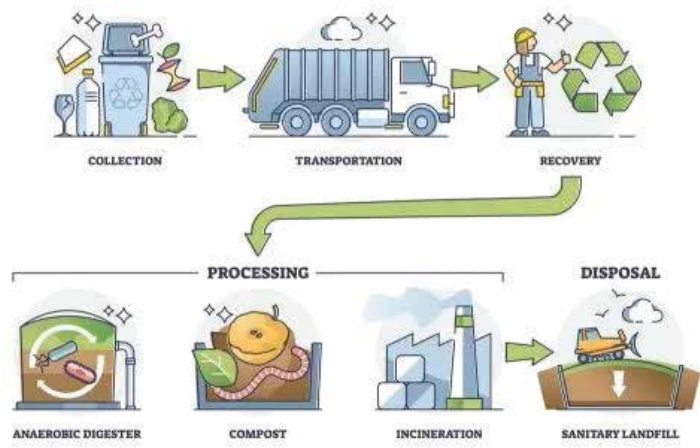 COLLECTION
TRANSPORTATION
RECOVERY
PROCESSING
DISPOSAL
ANAEROBIC DIGESTER
COMPOST
INCINERATION
SANITARY LANDFILL